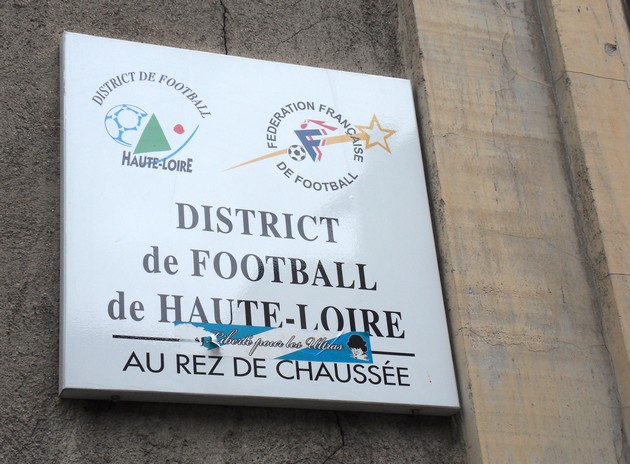 DISTRICT DE FOOTBALL
HAUTE-LOIRE
FEDERATION FRANÇAISE
DE FOOTBALL
DISTRICT
de FOOTBALL
de HAUTE-LOIRE
Liberté pour les Ultras
AU REZ DE CHAUSSÉE